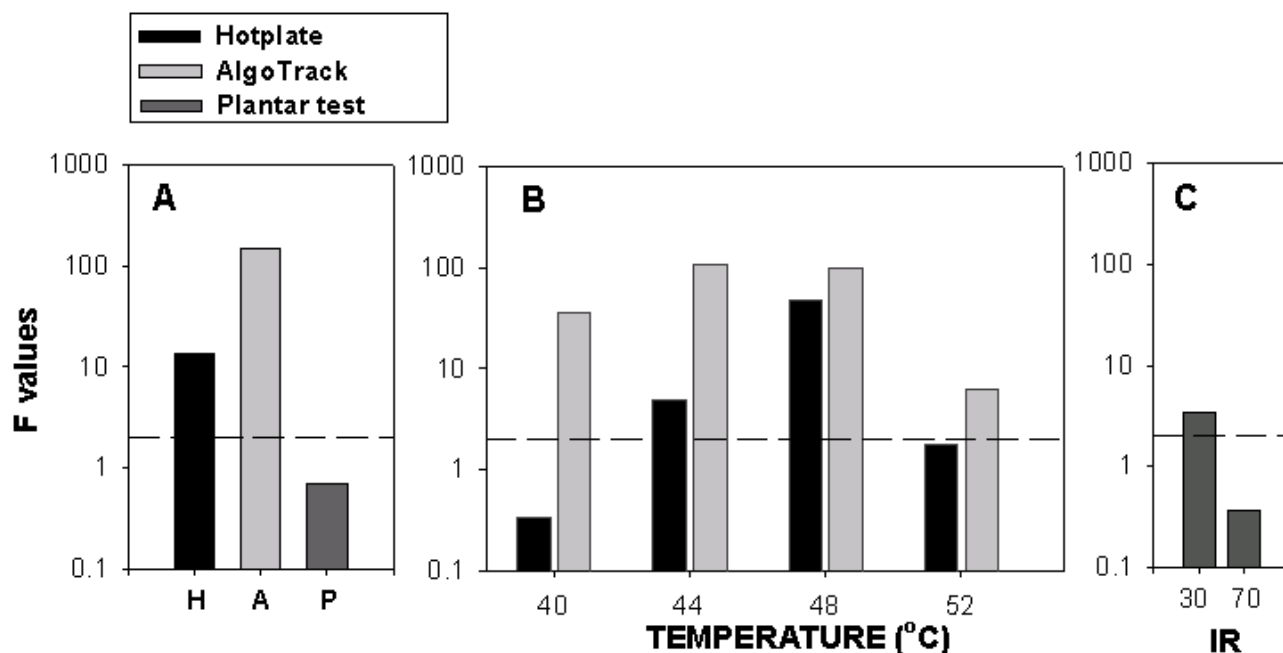 Hotplate
AlgoTrack
Plantar test
F values
1000
100
10
1
0.1
A
H A P
1000
100
10
1
0.1
B
40 44 48 52
TEMPERATURE (°C)
1000
100
10
1
0.1
C
30 70
IR